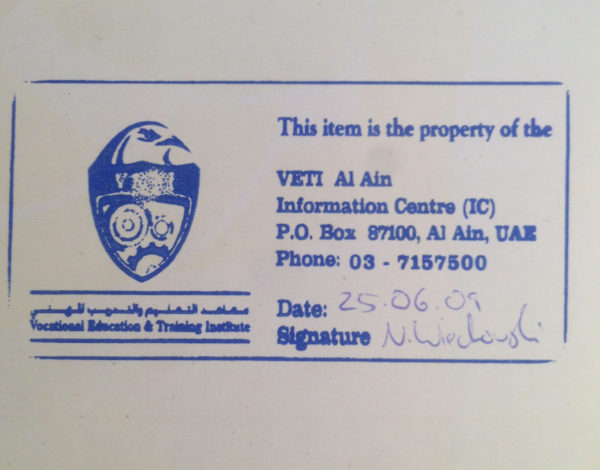 This item is the property of the
VETI Al Ain
Information Centre (IC)
P.O. Box 87100, Al Ain, UAE
Phone: 03 - 7157500
معاهد التعليم والتدريب المهني
Vocational Education & Training Institute
Date: 25.06.09
Signature N.